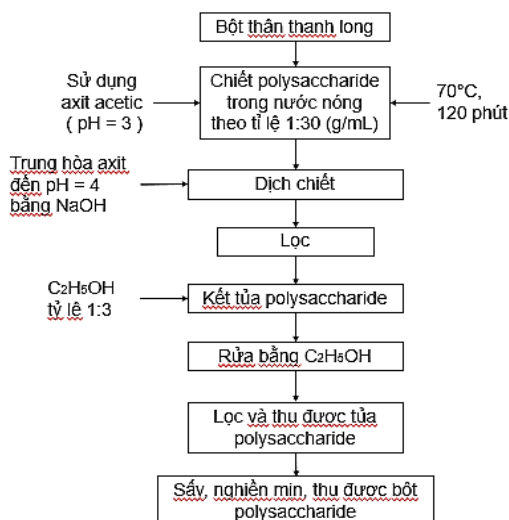 Bột thân thanh long
Sử dụng
axit acetic
( pH = 3 )
Chiết polysaccharide
trong nước nóng
theo tỉ lệ 1:30 (g/mL)
70°C,
120 phút
Trung hòa axit
đến pH = 4
bằng NaOH
Dịch chiết
Lọc
C₂H₅OH
tỷ lệ 1:3
Kết tủa polysaccharide
Rửa bằng C₂H₅OH
Lọc và thu được tủa
polysaccharide
Sấy, nghiền mịn, thu được bột
polysaccharide